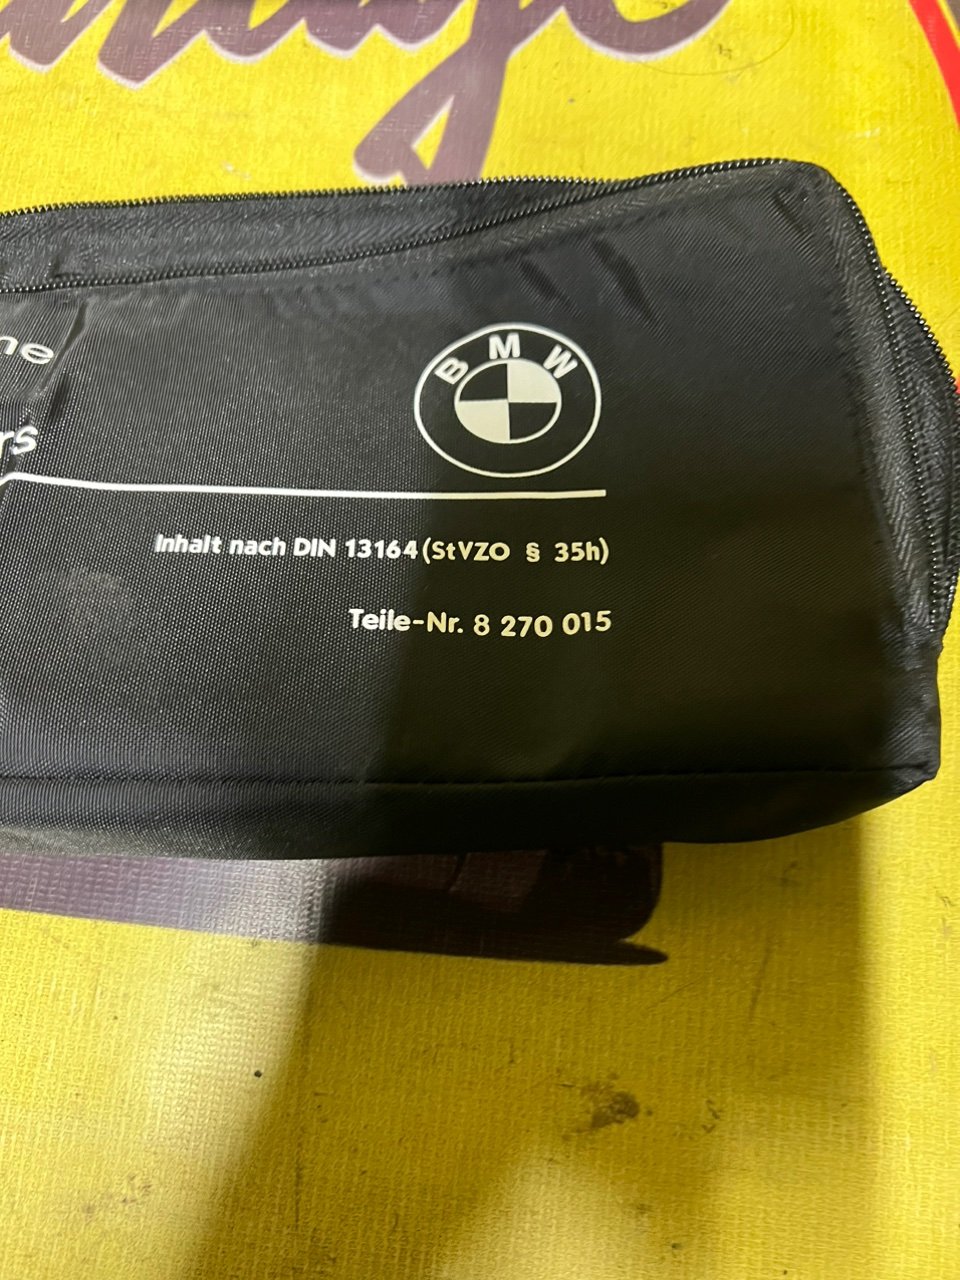 BMW
Inhalt nach DIN 13164 (StVZO § 35h)
Teile-Nr. 8 270 015